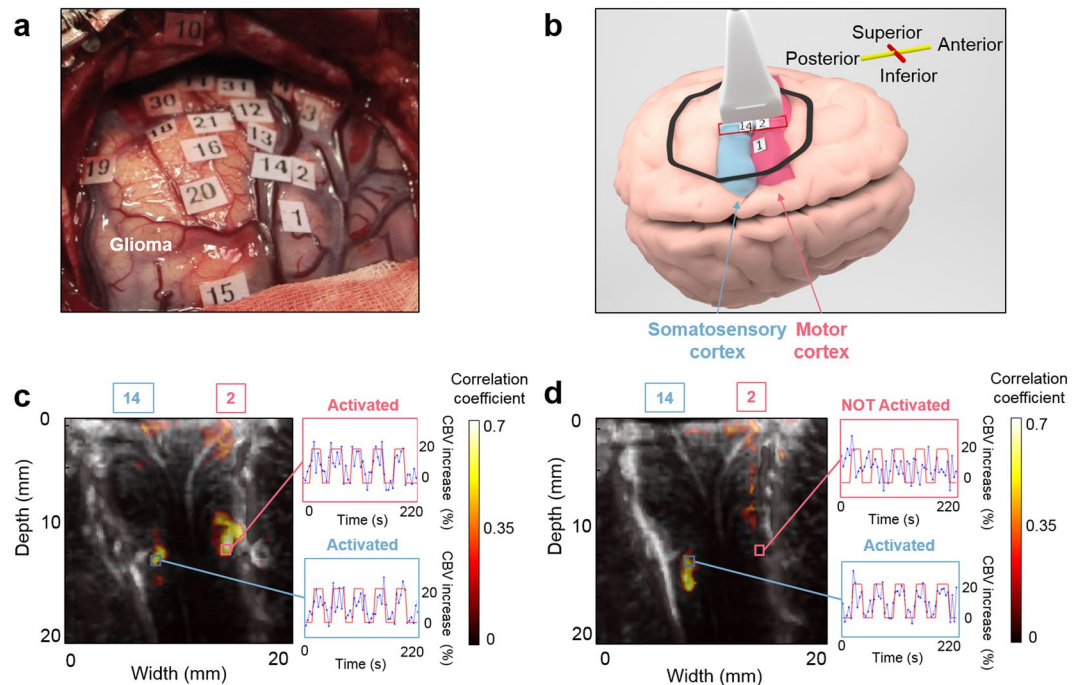 a
10
11
31
30
12
4
3
21
18
13
16
19
14
2
20
1
Glioma
15
b
Superior
Posterior
Anterior
Inferior
14
2
1
Somatosensory
cortex
Motor
cortex
c
14
2
Activated
Correlation
coefficient
0
10
20
Depth (mm)
0
20
Width (mm)
20
0
CBV increase (%)
0
220
Time (s)
Activated
20
0
CBV increase (%)
0
220
Time (s)
0.7
0.35
0
d
14
2
NOT Activated
Correlation
coefficient
0
10
20
Depth (mm)
0
20
Width (mm)
20
0
CBV increase (%)
0
220
Time (s)
Activated
20
0
CBV increase (%)
0
220
Time (s)
0.7
0.35
0